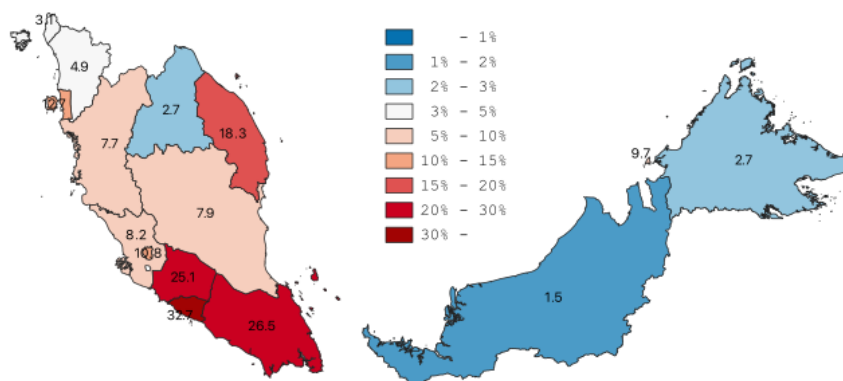 3.1
4.9
12.7
7.7
2.7
18.3
7.9
8.2
10.8
25.1
32.7
26.5
- 1%
1% - 2%
2% - 3%
3% - 5%
5% - 10%
10% - 15%
15% - 20%
20% - 30%
30% -
9.7
2.7
1.5